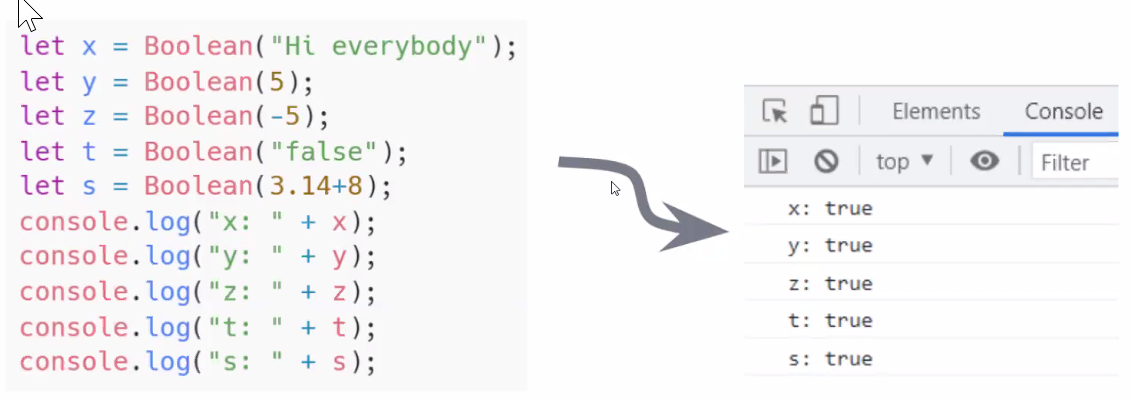 let x = Boolean("Hi everybody");
let y = Boolean(5);
let z = Boolean(-5);
let t = Boolean("false");
let s = Boolean(3.14+8);
console.log("x: " + x);
console.log("y: " + y);
console.log("z: " + z);
console.log("t: " + t);
console.log("s: " + s);
Elements Console
top Filter
x: true
y: true
z: true
t: true
s: true